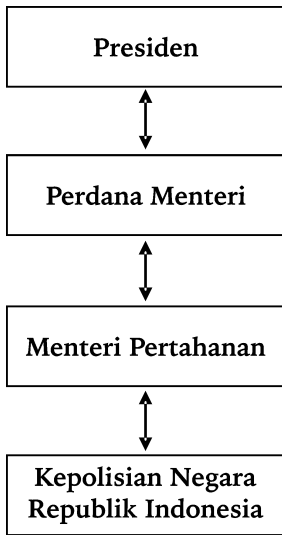 Presiden
Perdana Menteri
Menteri Pertahanan
Kepolisian Negara
Republik Indonesia